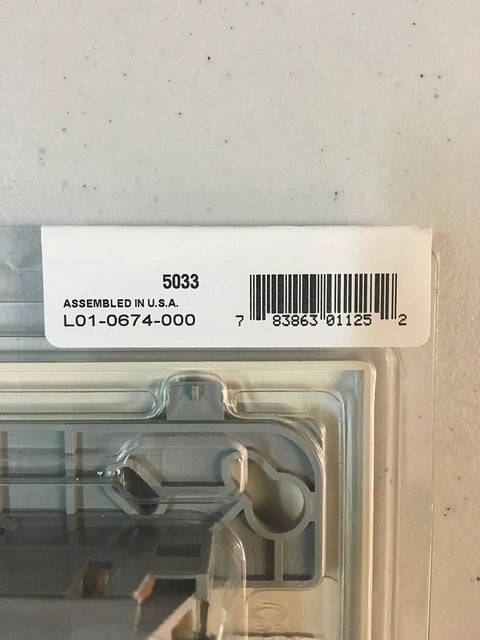 5033
ASSEMBLED IN U.S.A.
L01-0674-000
7 83863 01125 2